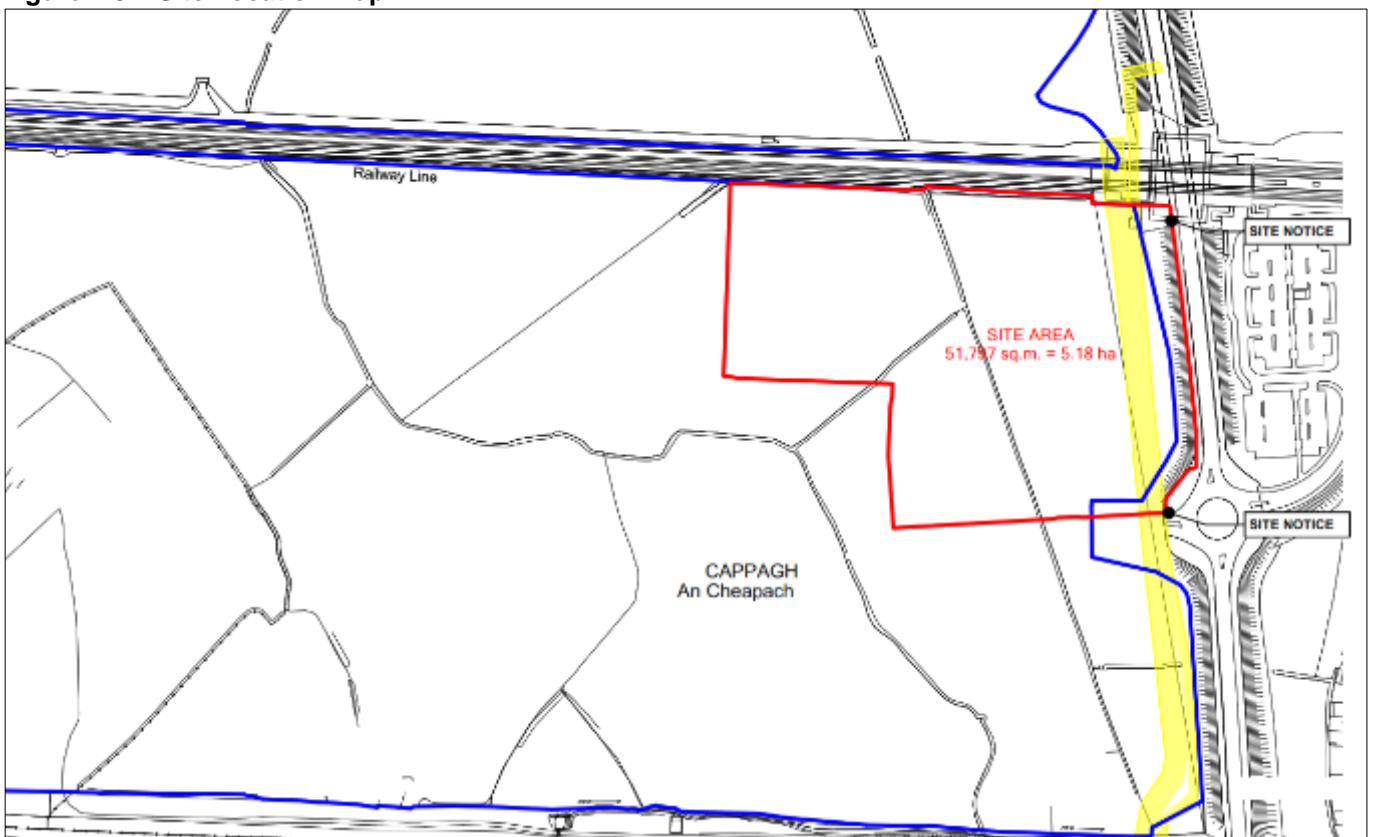 Railway Line
SITE NOTICE
SITE AREA
51,797 sq.m. = 5.18 ha
SITE NOTICE
CAPPAGH
An Cheapach